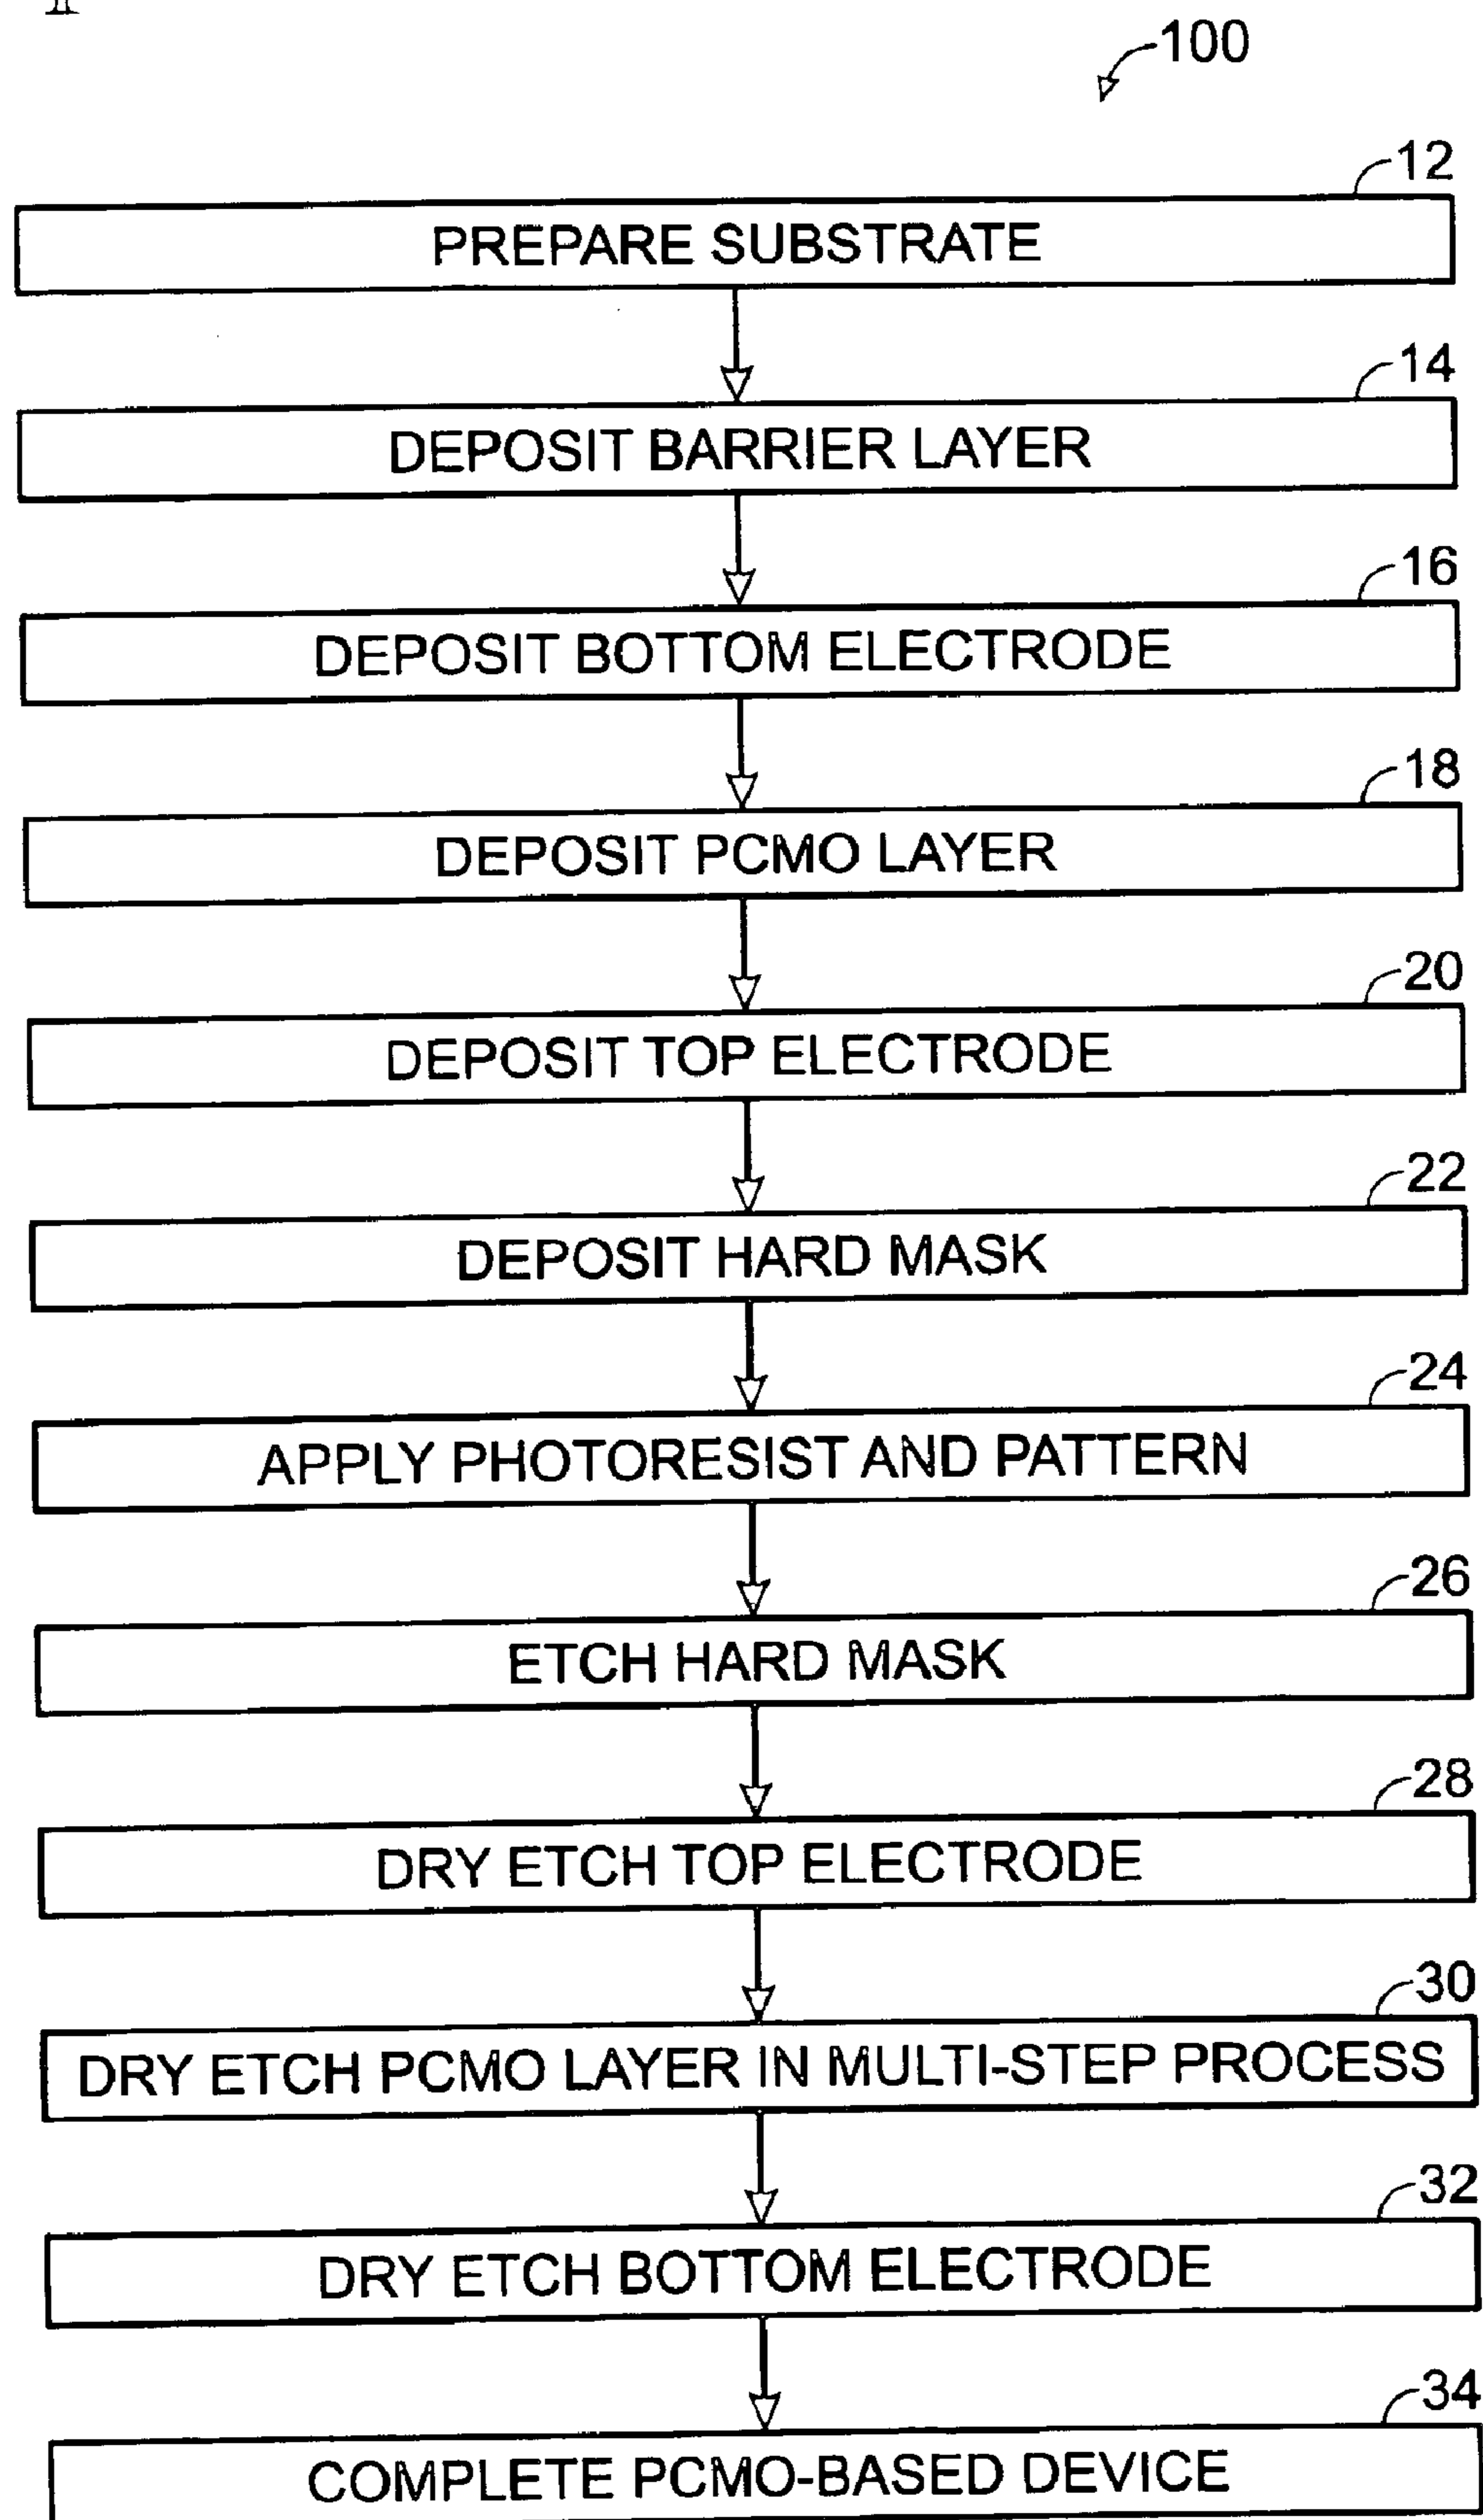 100
12
PREPARE SUBSTRATE
14
DEPOSIT BARRIER LAYER
16
DEPOSIT BOTTOM ELECTRODE
18
DEPOSIT PCMO LAYER
20
DEPOSIT TOP ELECTRODE
22
DEPOSIT HARD MASK
24
APPLY PHOTORESIST AND PATTERN
26
ETCH HARD MASK
28
DRY ETCH TOP ELECTRODE
30
DRY ETCH PCMO LAYER IN MULTI-STEP PROCESS
32
DRY ETCH BOTTOM ELECTRODE
34
COMPLETE PCMO-BASED DEVICE